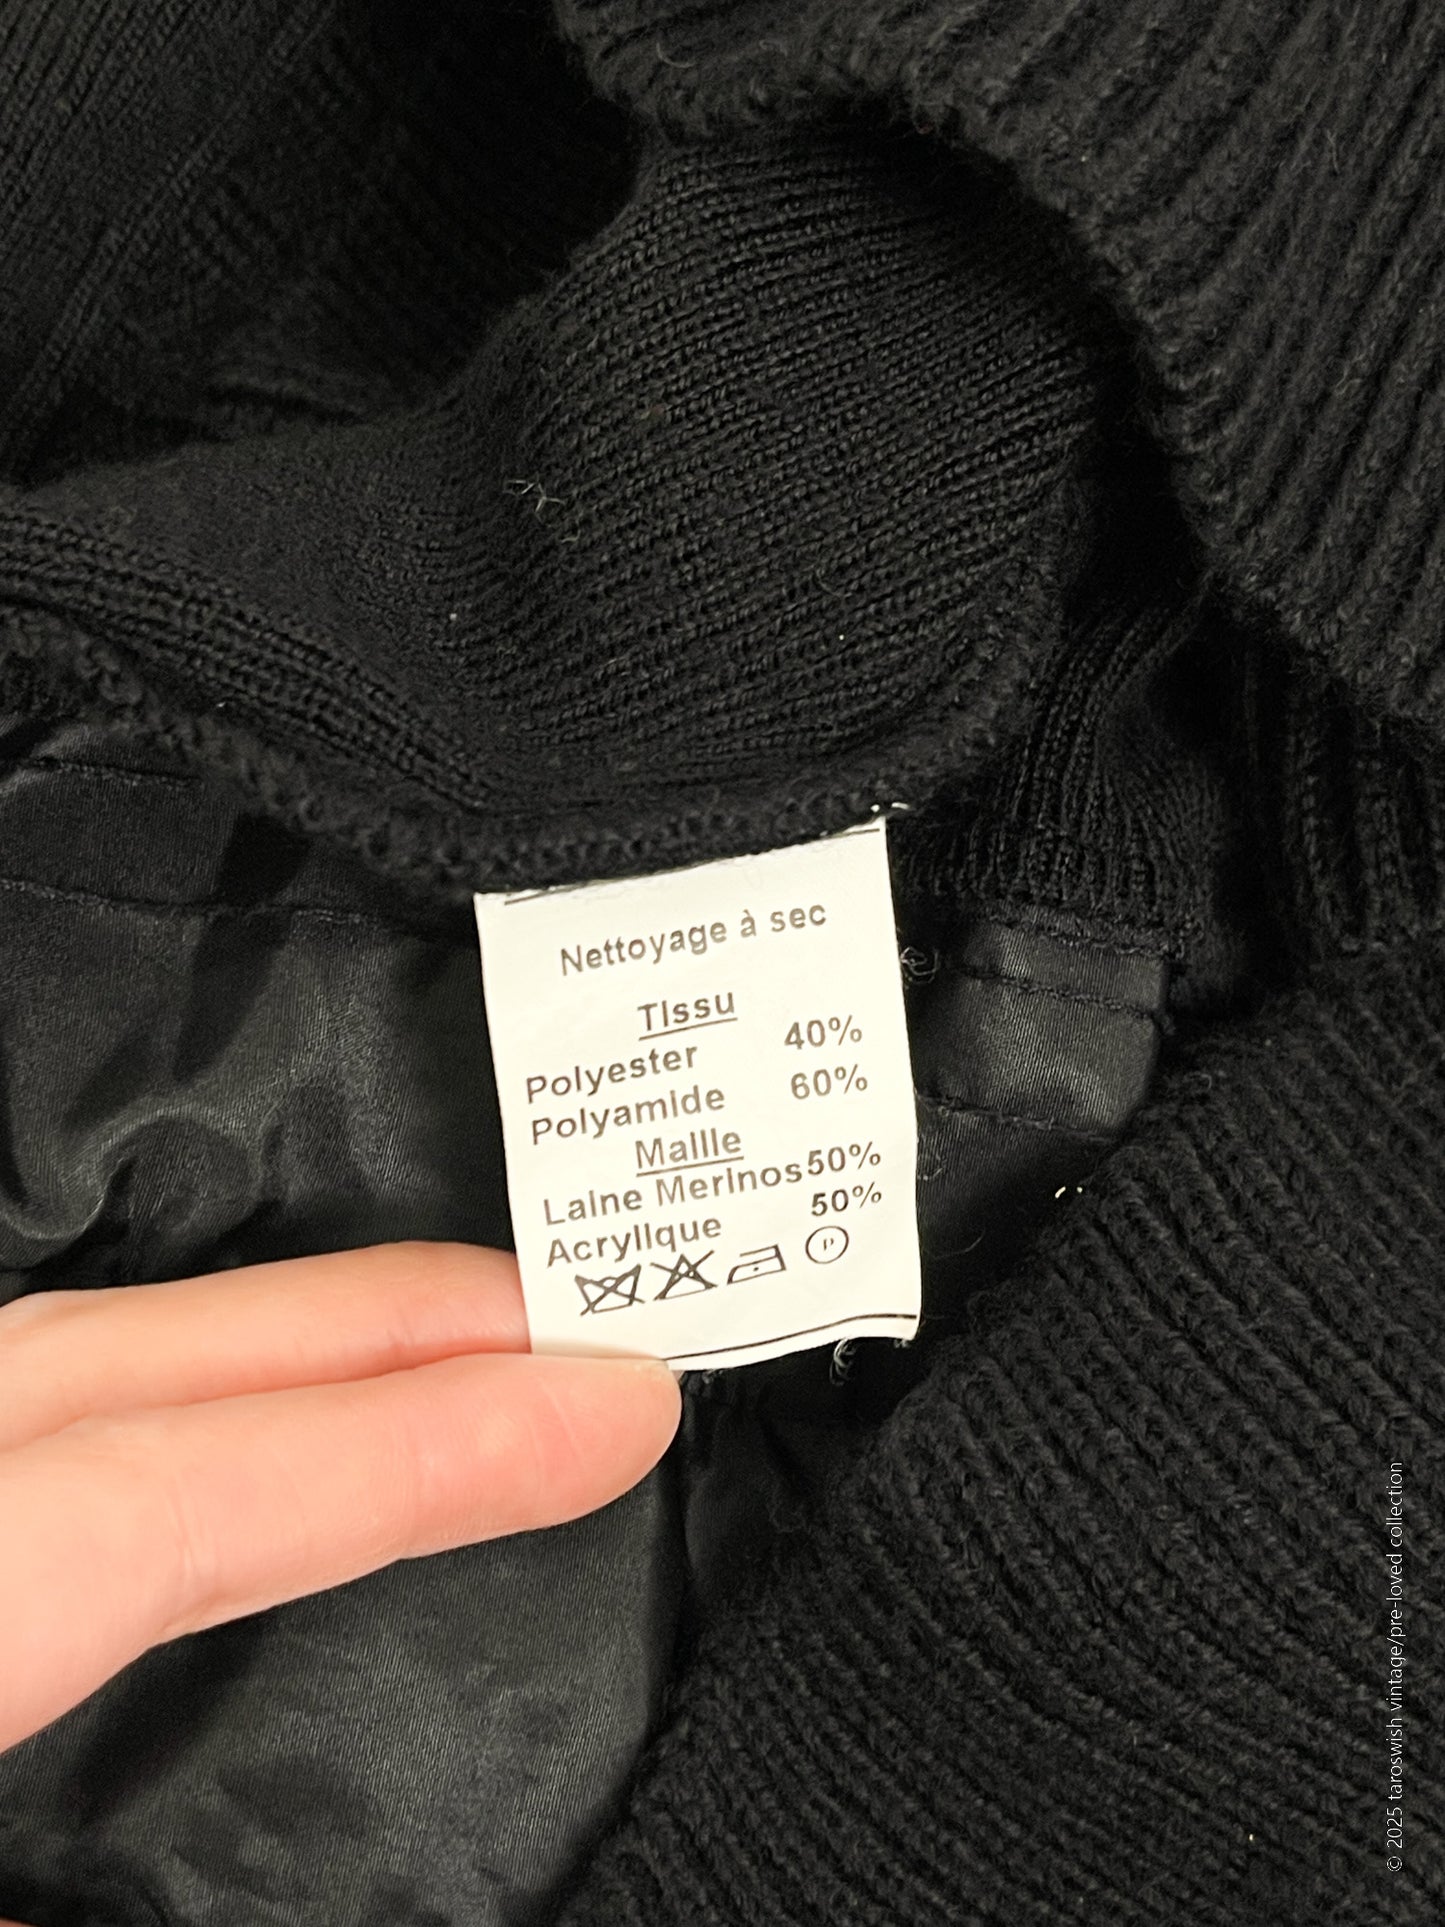 Nettoyage à sec
Tissu
Polyester 40%
Polyamide 60%
Maille
Laine Merinos 50%
Acrylique 50%
P
© 2025 taroswish vintage/pre-loved collection